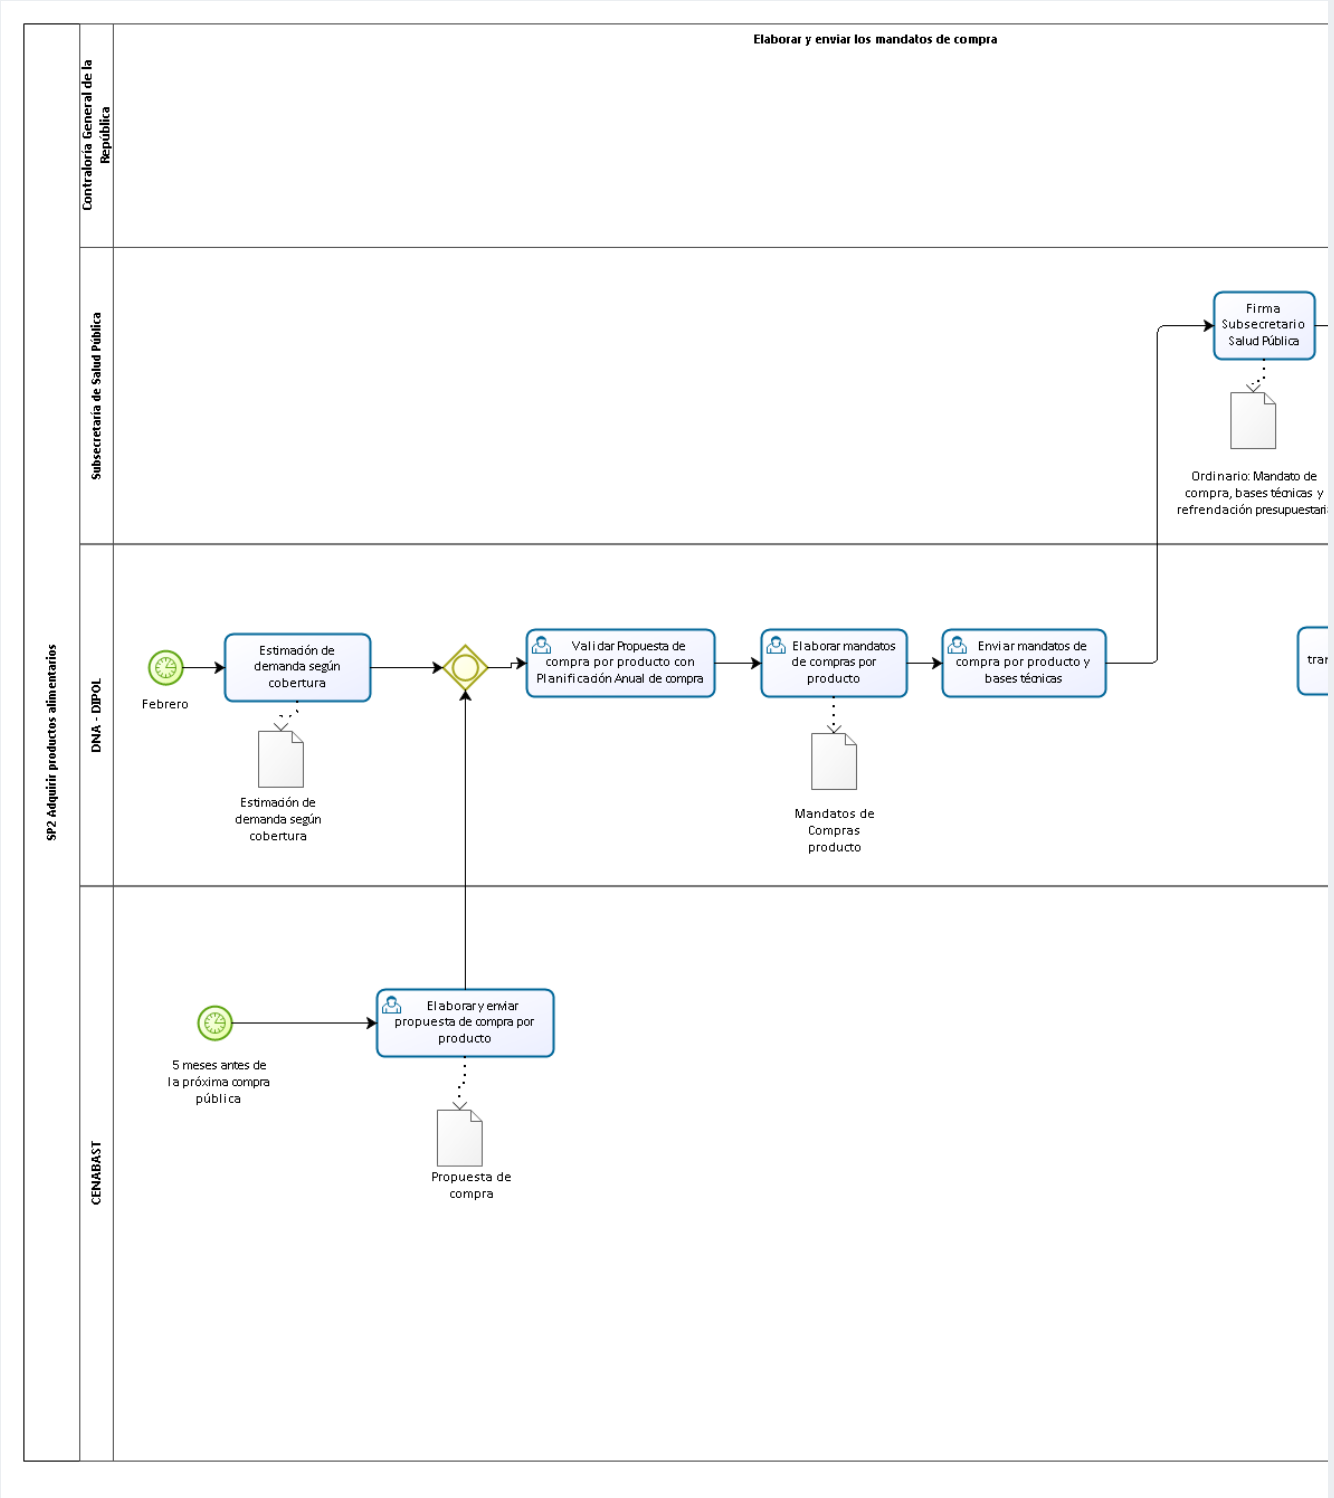 Elaborar y enviar los mandatos de compra
SP2 Adquirir productos alimentarios
Contraloría General de la
República
Subsecretaría de Salud Pública
Firma
Subsecretario
Salud Pública
Ordinario: Mandato de
compra, bases técnicas y
refrendación presupuestari
DNA - DIPOL
Febrero
Estimación de
demanda según
cobertura
Estimación de
demanda según
cobertura
Validar Propuesta de
compra por producto con
Planificación Anual de compra
Elaborar mandatos
de compras por
producto
Mandatos de
Compras
producto
Enviar mandatos de
compra por producto y
bases técnicas
tran
CENABAST
5 meses antes de
la próxima compra
pública
Elaborar y enviar
propuesta de compra por
producto
Propuesta de
compra